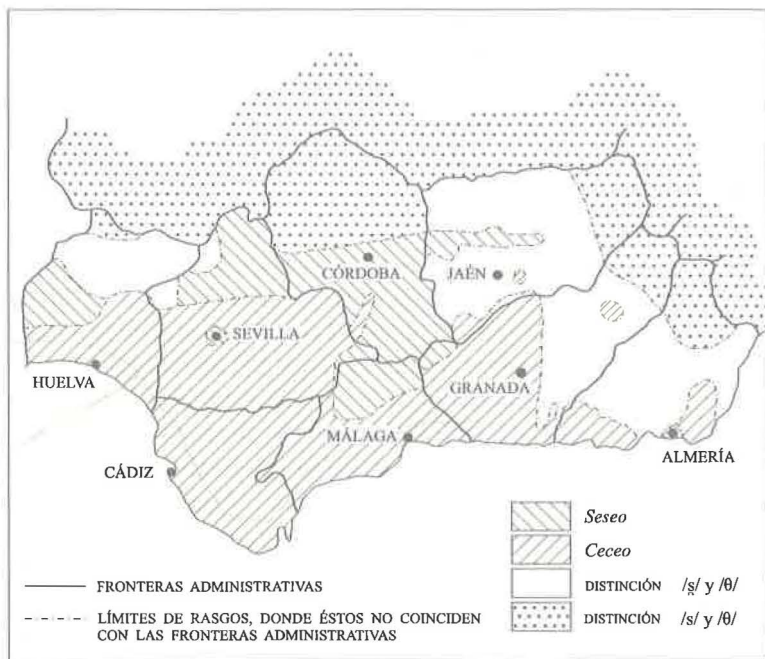 CÓRDOBA
JAÉN
SEVILLA
HUELVA
GRANADA
MÁLAGA
ALMERÍA
CÁDIZ
Seseo
Ceceo
DISTINCIÓN /s̺/ y /θ/
DISTINCIÓN /s/ y /θ/
FRONTERAS ADMINISTRATIVAS
LÍMITES DE RASGOS, DONDE ÉSTOS NO COINCIDEN
CON LAS FRONTERAS ADMINISTRATIVAS